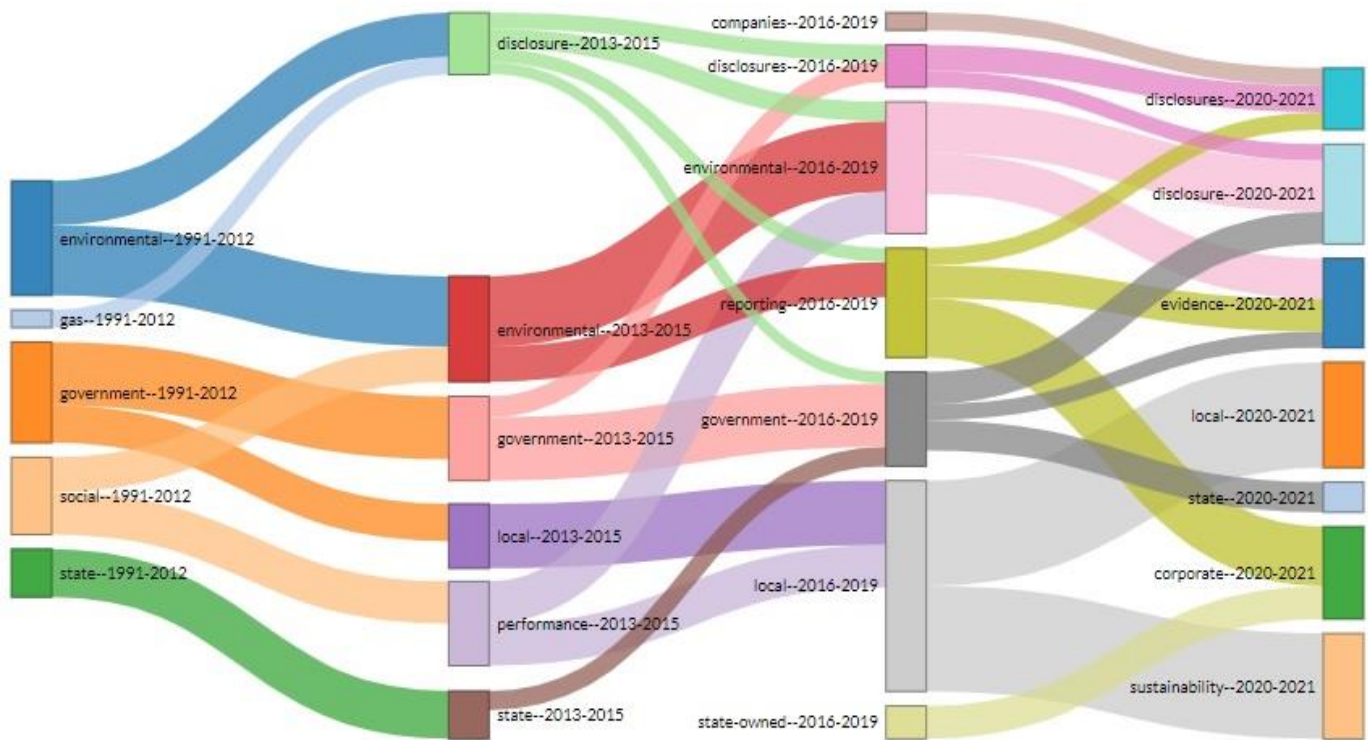 environmental--1991-2012
gas--1991-2012
government--1991-2012
social--1991-2012
state--1991-2012
disclosure--2013-2015
environmental--2013-2015
government--2013-2015
local--2013-2015
performance--2013-2015
state--2013-2015
companies--2016-2019
disclosures--2016-2019
environmental--2016-2019
reporting--2016-2019
government--2016-2019
local--2016-2019
state-owned--2016-2019
disclosures--2020-2021
disclosure--2020-2021
evidence--2020-2021
local--2020-2021
state--2020-2021
corporate--2020-2021
sustainability--2020-2021